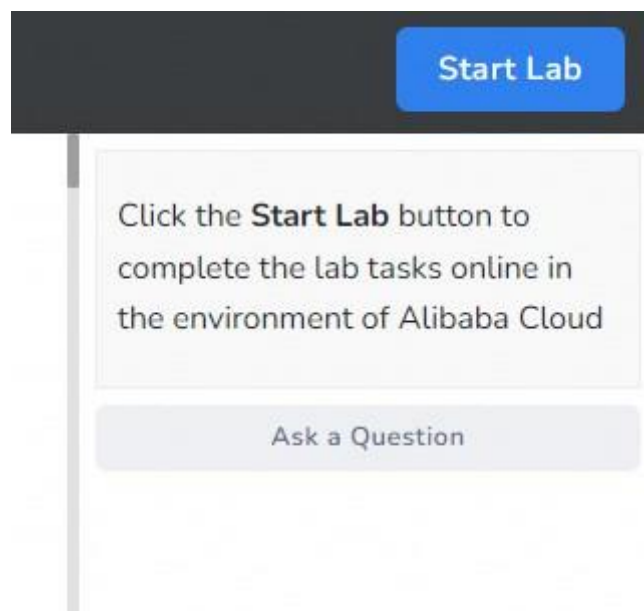 Start Lab
Click the Start Lab button to
complete the lab tasks online in
the environment of Alibaba Cloud
Ask a Question